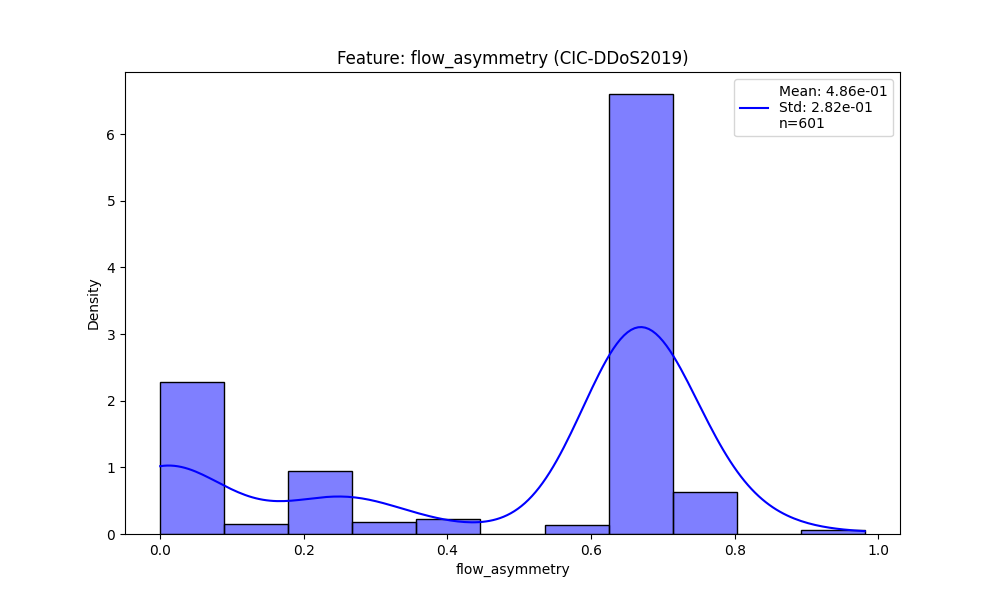 Feature: flow_asymmetry (CIC-DDoS2019)
Mean: 4.86e-01
Std: 2.82e-01
n=601
Density
6
5
4
3
2
1
0
0.0 0.2 0.4 0.6 0.8 1.0
flow_asymmetry